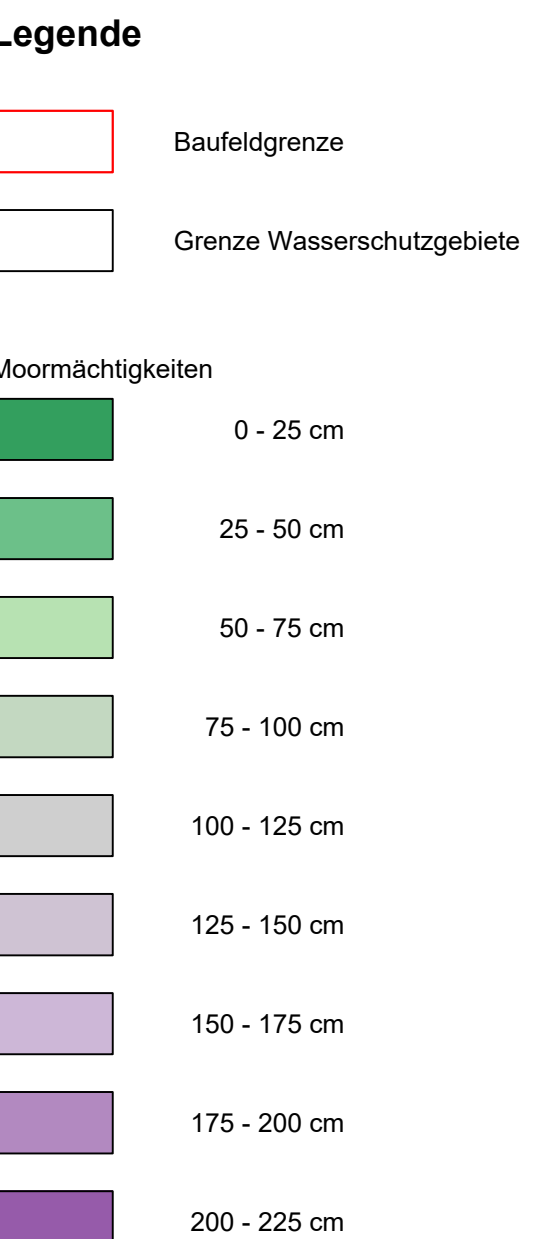 Legende
Baufeldgrenze
Grenze Wasserschutzgebiete
Moormächtigkeiten
0 - 25 cm
25 - 50 cm
50 - 75 cm
75 - 100 cm
100 - 125 cm
125 - 150 cm
150 - 175 cm
175 - 200 cm
200 - 225 cm